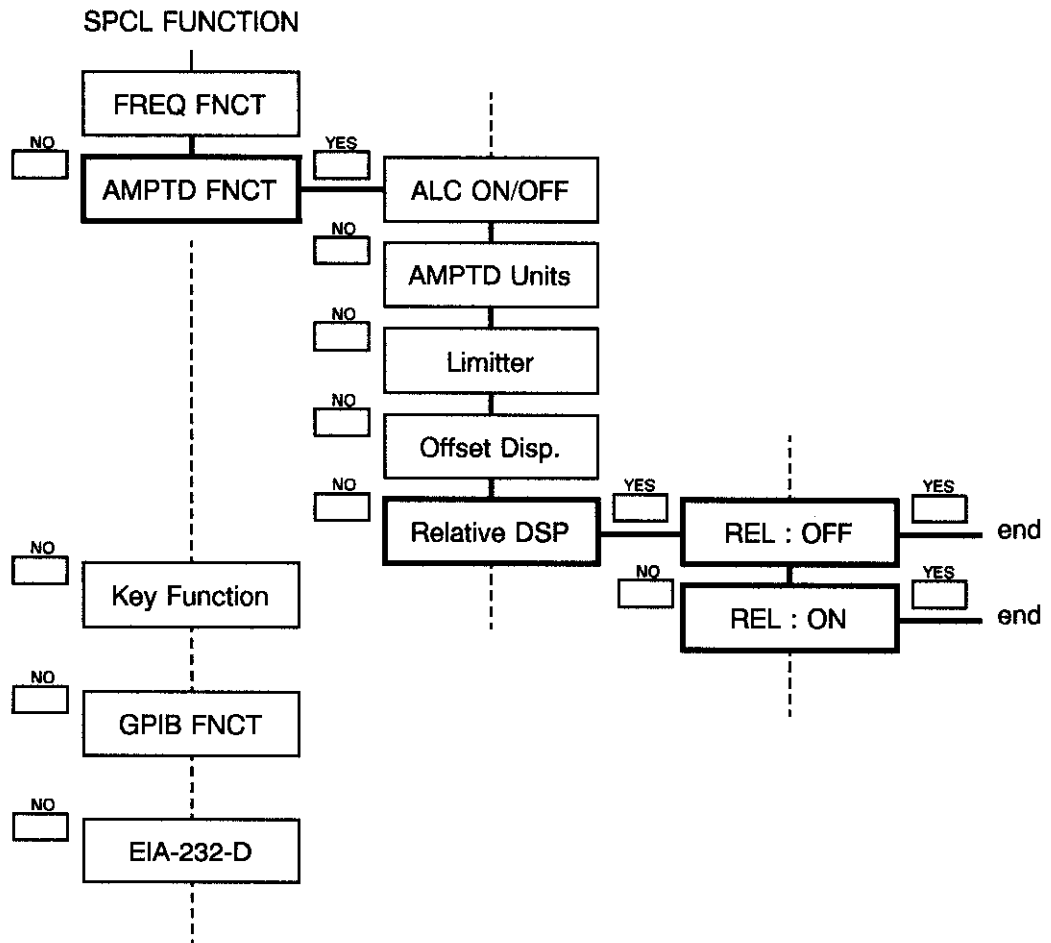 SPCL FUNCTION
FREQ FNCT
NO
AMPTD FNCT
YES
ALC ON/OFF
NO
AMPTD Units
NO
Limitter
NO
Offset Disp.
NO
Relative DSP
YES
REL : OFF
YES
end
NO
REL : ON
YES
end
NO
Key Function
NO
GPIB FNCT
NO
EIA-232-D